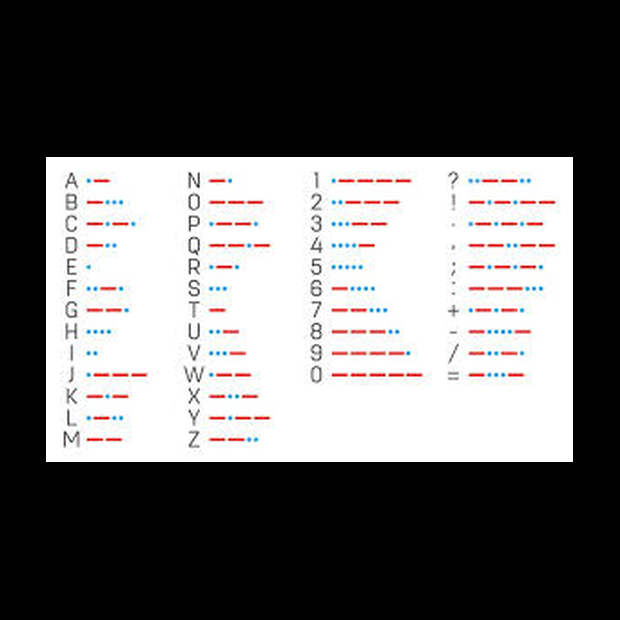 A ·—
B —···
C —·—·
D —··
E ·
F ··—·
G ——·
H ····
I ··
J ·———
K —·—
L ·—··
M ——
N —·
O ———
P ·——·
Q ——·—
R ·—·
S ···
T —
U ··—
V ···—
W ·——
X —··—
Y —·——
Z ——··
1 ·————
2 ··———
3 ···——
4 ····—
5 ·····
6 —····
7 ——···
8 ———··
9 ————·
0 —————
? ··——··
! —·—·——
. ·—·—·—
, ——··——
; —·—·—·
: ———···
+ ·—·—·
- —····—
/ —··—·
= —···—